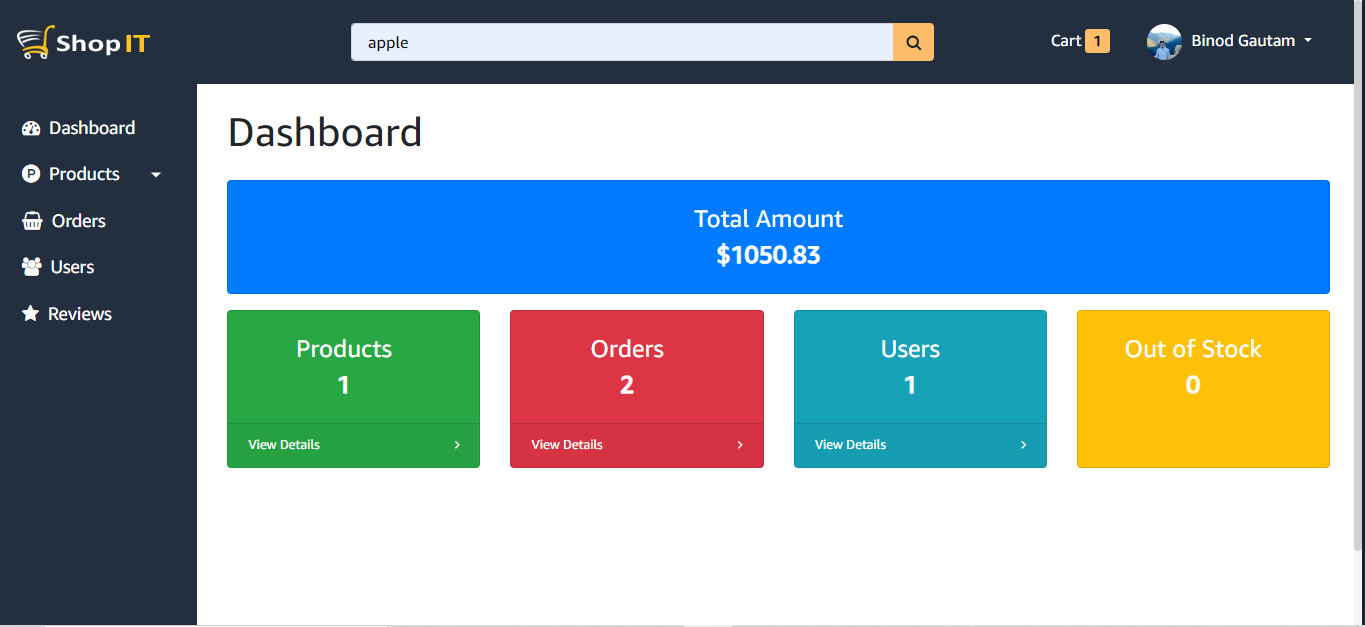 Shop IT
apple
Cart 1
Binod Gautam
Dashboard
Products
Orders
Users
Reviews
Dashboard
Total Amount
$1050.83
Products
1
View Details
Orders
2
View Details
Users
1
View Details
Out of Stock
0